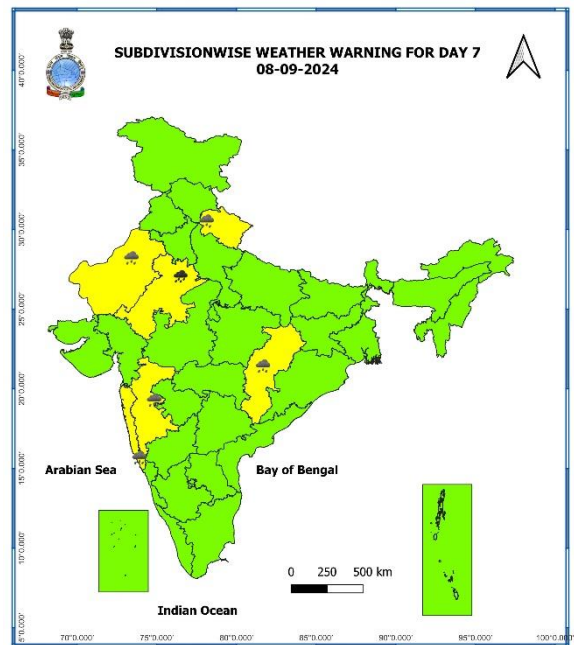 SUBDIVISIONWISE WEATHER WARNING FOR DAY 7
08-09-2024
40°0.000'
35°0.000'
30°0.000'
25°0.000'
20°0.000'
15°0.000'
10°0.000'
5°0.000'
Arabian Sea
Bay of Bengal
0 250 500 km
Indian Ocean
70°0.000' 75°0.000' 80°0.000' 85°0.000' 90°0.000' 95°0.000' 100°0.000'